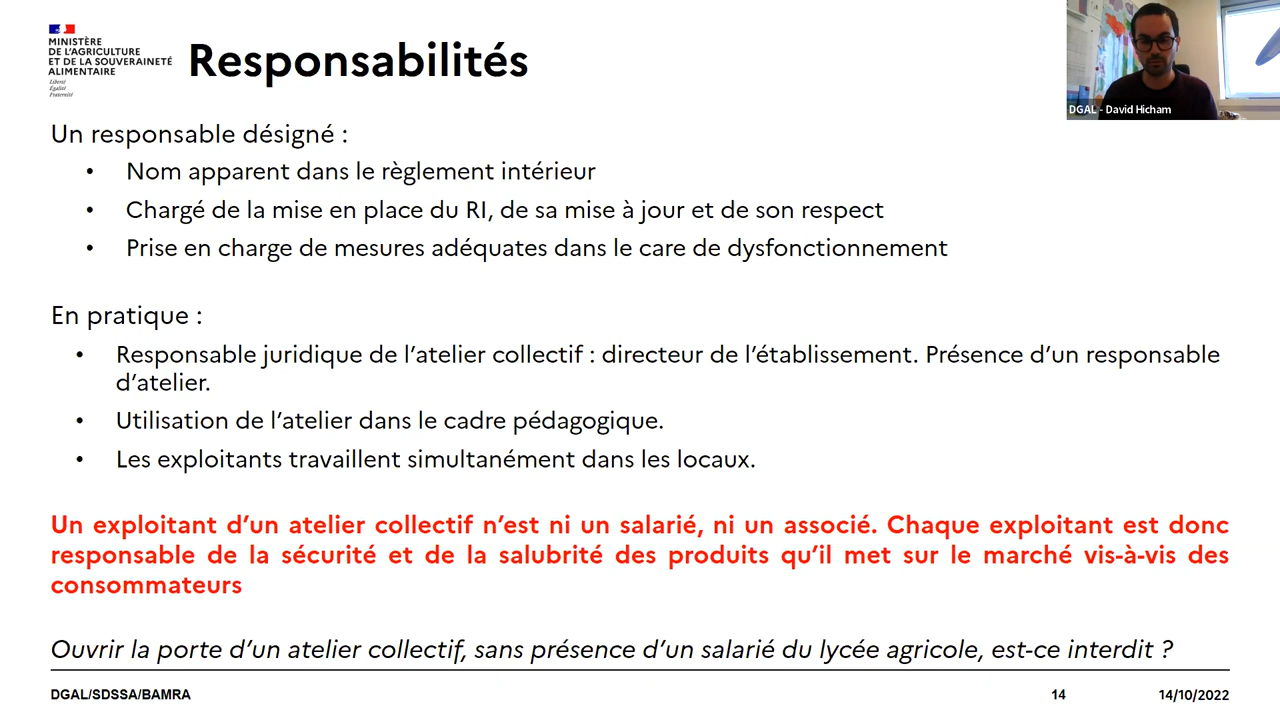 MINISTÈRE
DE L'AGRICULTURE
ET DE LA SOUVERAINETÉ
ALIMENTAIRE
Liberté
Égalité
Fraternité
Responsabilités
DGAL - David Hicham
Un responsable désigné :
• Nom apparent dans le règlement intérieur
• Chargé de la mise en place du RI, de sa mise à jour et de son respect
• Prise en charge de mesures adéquates dans le care de dysfonctionnement
En pratique :
• Responsable juridique de l'atelier collectif : directeur de l'établissement. Présence d'un responsable
d'atelier.
• Utilisation de l'atelier dans le cadre pédagogique.
• Les exploitants travaillent simultanément dans les locaux.
Un exploitant d'un atelier collectif n'est ni un salarié, ni un associé. Chaque exploitant est donc
responsable de la sécurité et de la salubrité des produits qu'il met sur le marché vis-à-vis des
consommateurs
Ouvrir la porte d'un atelier collectif, sans présence d'un salarié du lycée agricole, est-ce interdit ?
DGAL/SDSSA/BAMRA
14
14/10/2022